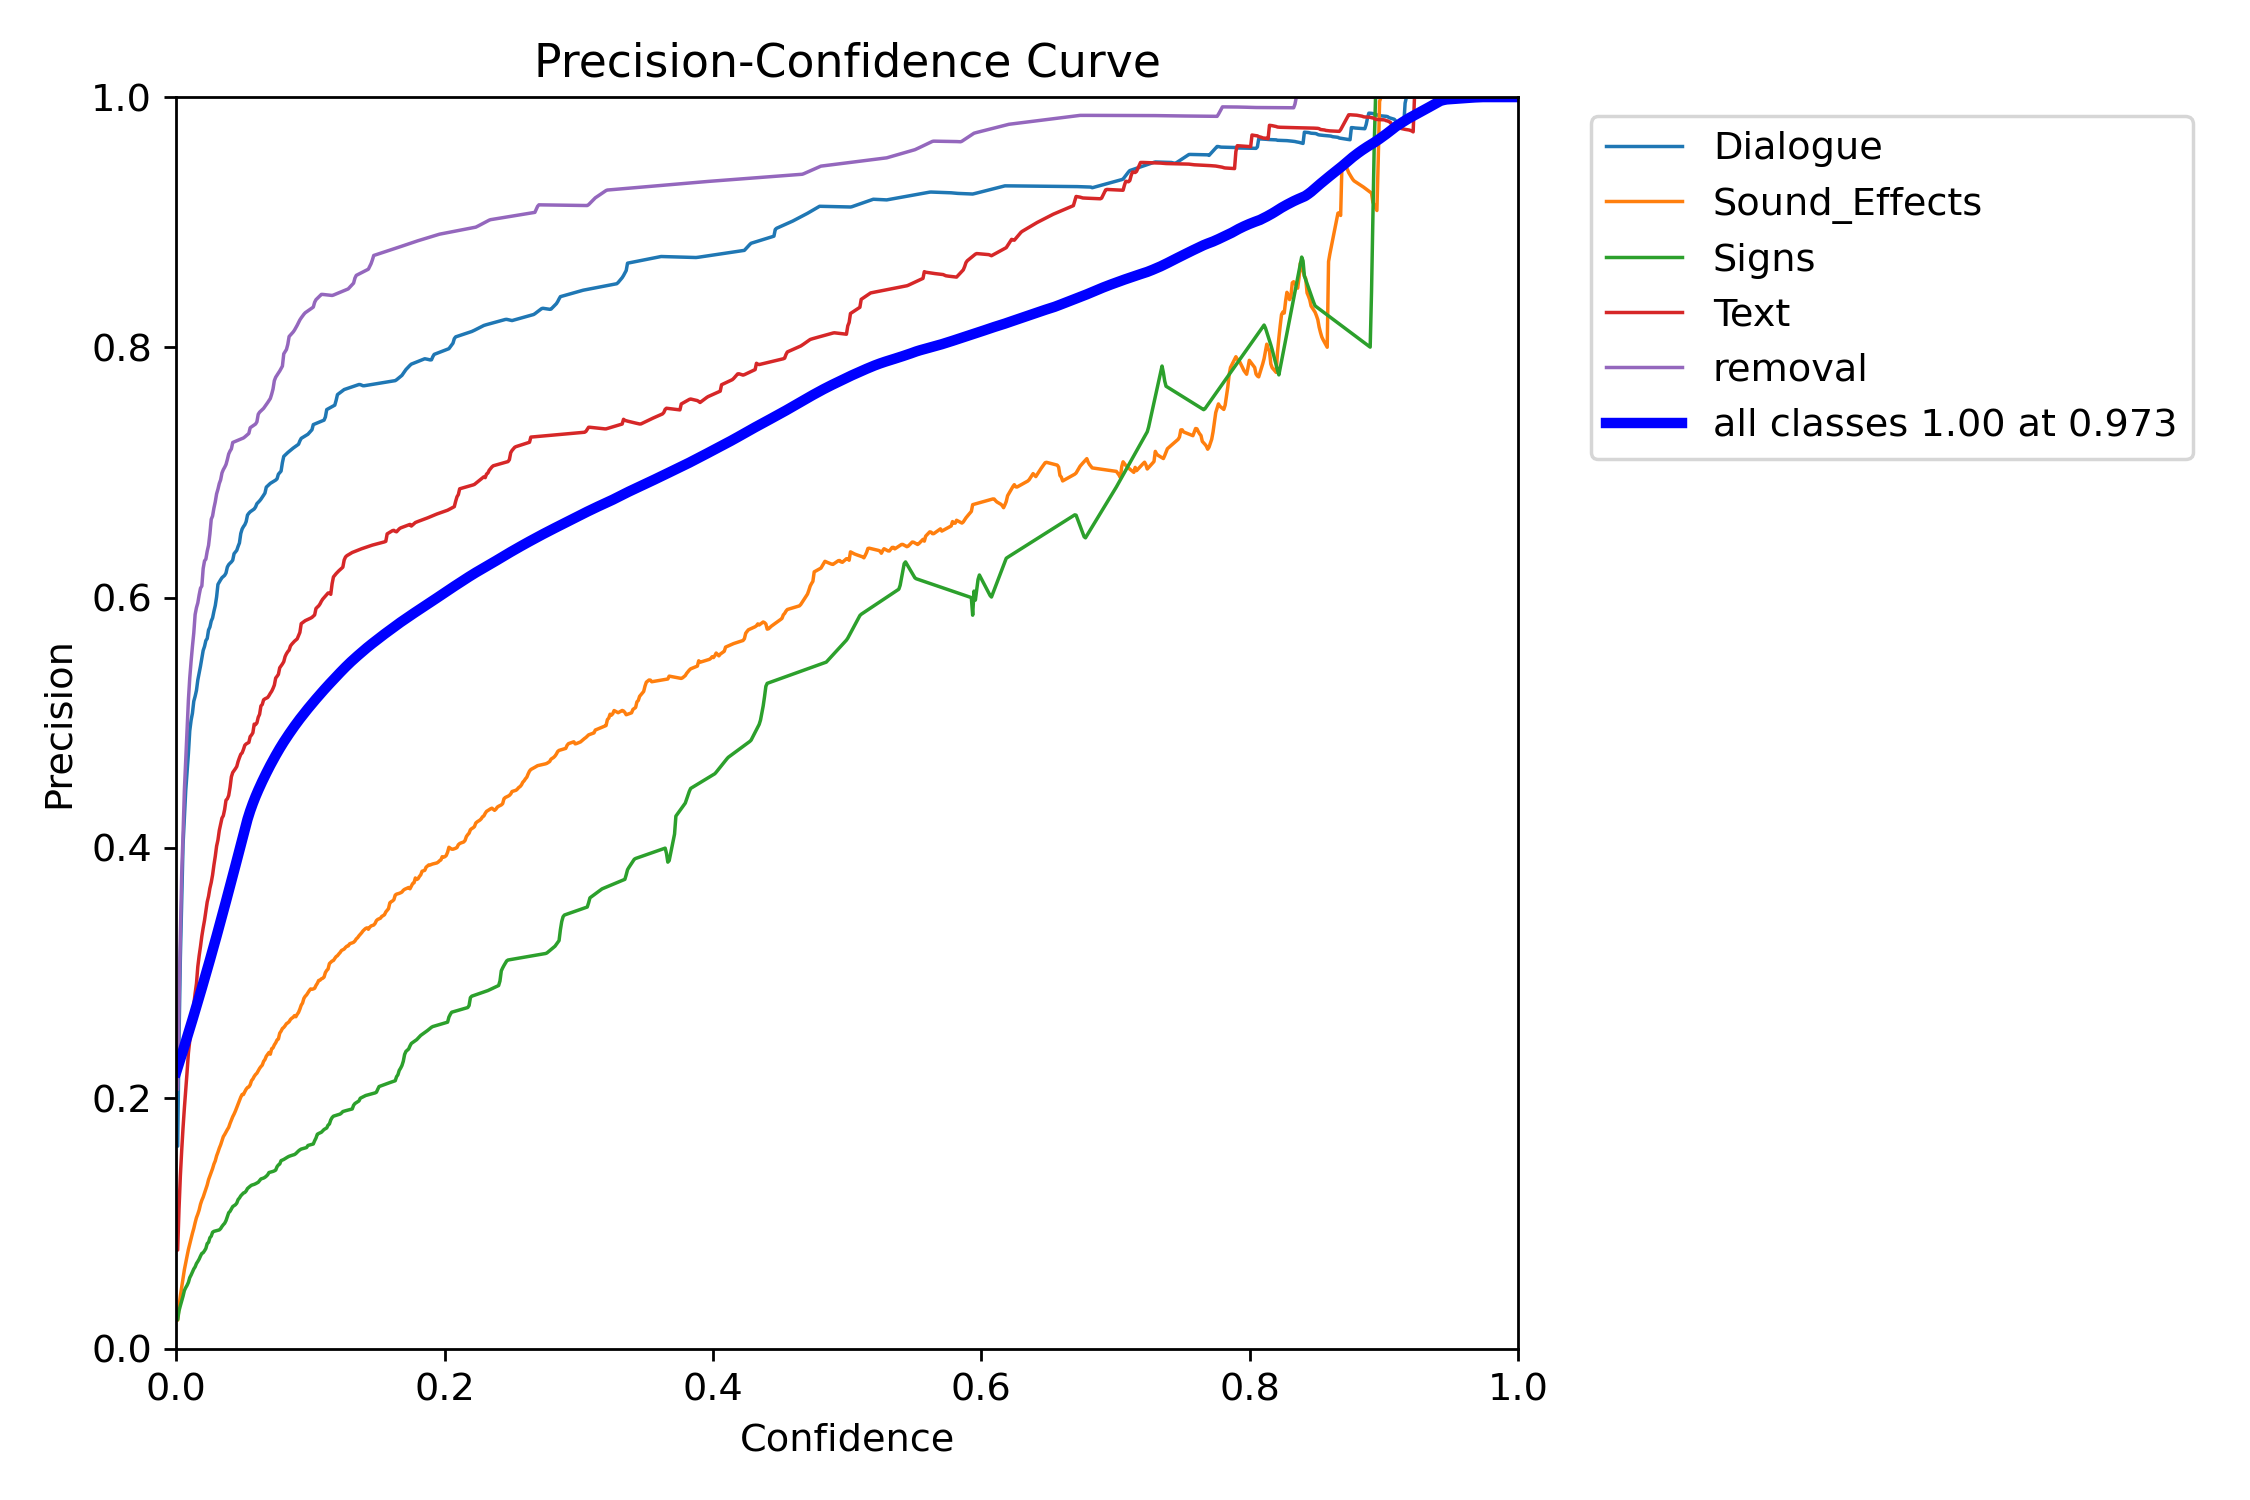 Precision-Confidence Curve
1.0
0.8
0.6
0.4
0.2
0.0
Precision
0.0 0.2 0.4 0.6 0.8 1.0
Confidence
Dialogue
Sound_Effects
Signs
Text
removal
all classes 1.00 at 0.973